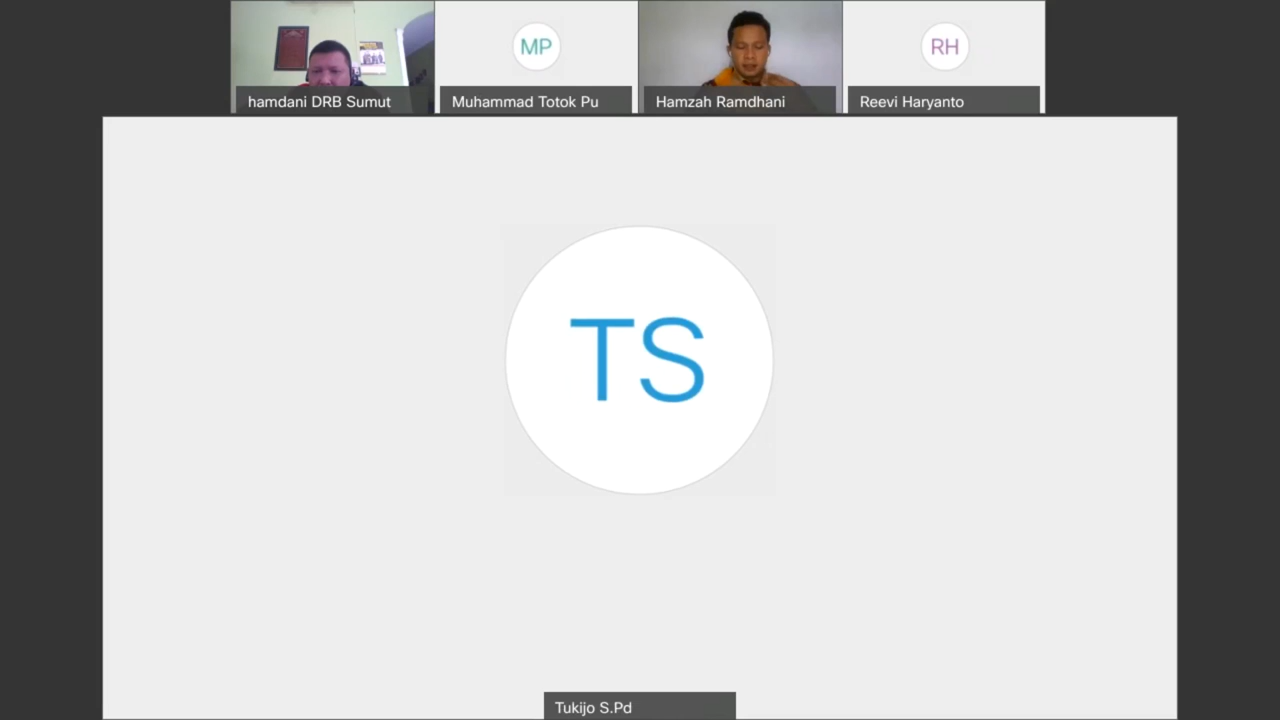 MP
RH
hamdani DRB Sumut
Muhammad Totok Pu
Hamzah Ramdhani
Reevi Haryanto
TS
Tukijo S.Pd